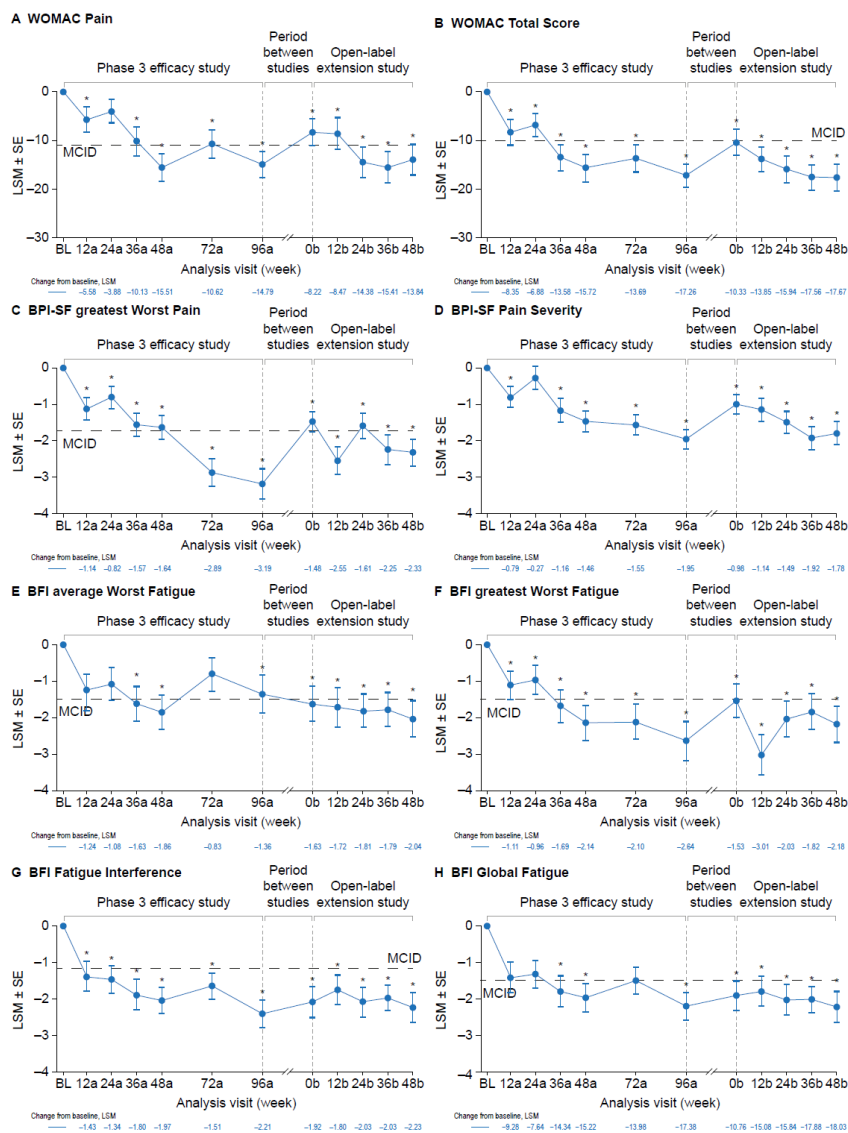 A WOMAC Pain
Phase 3 efficacy study
Period
between
studies
Open-label
extension study
LSM ± SE
0
–10
–20
–30
MCID
* * * * * * * * * *
BL 12a 24a 36a 48a 72a 96a 0b 12b 24b 36b 48b
Analysis visit (week)
Change from baseline, LSM
–5.58 –3.88 –10.13 –15.51 –10.62 –14.79 –8.22 –8.47 –14.38 –15.41 –13.84
B WOMAC Total Score
Phase 3 efficacy study
Period
between
studies
Open-label
extension study
LSM ± SE
0
–10
–20
–30
MCID
* * * * * * * * * * *
BL 12a 24a 36a 48a 72a 96a 0b 12b 24b 36b 48b
Analysis visit (week)
Change from baseline, LSM
–8.35 –6.88 –13.58 –15.72 –13.69 –17.26 –10.33 –13.85 –15.94 –17.56 –17.67
C BPI-SF greatest Worst Pain
Phase 3 efficacy study
Period
between
studies
Open-label
extension study
LSM ± SE
0
–1
–2
–3
–4
MCID
* * * * * * * * * * *
BL 12a 24a 36a 48a 72a 96a 0b 12b 24b 36b 48b
Analysis visit (week)
Change from baseline, LSM
–1.14 –0.82 –1.57 –1.64 –2.89 –3.19 –1.48 –2.55 –1.61 –2.25 –2.33
D BPI-SF Pain Severity
Phase 3 efficacy study
Period
between
studies
Open-label
extension study
LSM ± SE
0
–1
–2
–3
–4
* * * * * * * * * *
BL 12a 24a 36a 48a 72a 96a 0b 12b 24b 36b 48b
Analysis visit (week)
Change from baseline, LSM
–0.79 –0.27 –1.16 –1.46 –1.55 –1.95 –0.98 –1.14 –1.49 –1.92 –1.78
E BFI average Worst Fatigue
Phase 3 efficacy study
Period
between
studies
Open-label
extension study
LSM ± SE
0
–1
–2
–3
–4
MCID
* * * * * * * *
BL 12a 24a 36a 48a 72a 96a 0b 12b 24b 36b 48b
Analysis visit (week)
Change from baseline, LSM
–1.24 –1.08 –1.63 –1.86 –0.83 –1.36 –1.63 –1.72 –1.81 –1.79 –2.04
F BFI greatest Worst Fatigue
Phase 3 efficacy study
Period
between
studies
Open-label
extension study
LSM ± SE
0
–1
–2
–3
–4
MCID
* * * * * * * * * * *
BL 12a 24a 36a 48a 72a 96a 0b 12b 24b 36b 48b
Analysis visit (week)
Change from baseline, LSM
–1.11 –0.96 –1.69 –2.14 –2.10 –2.64 –1.53 –3.01 –2.03 –1.82 –2.18
G BFI Fatigue Interference
Phase 3 efficacy study
Period
between
studies
Open-label
extension study
LSM ± SE
0
–1
–2
–3
–4
MCID
* * * * * * * * * * *
BL 12a 24a 36a 48a 72a 96a 0b 12b 24b 36b 48b
Analysis visit (week)
Change from baseline, LSM
–1.43 –1.34 –1.80 –1.97 –1.51 –2.21 –1.92 –1.80 –2.03 –2.03 –2.23
H BFI Global Fatigue
Phase 3 efficacy study
Period
between
studies
Open-label
extension study
LSM ± SE
0
–1
–2
–3
–4
MCID
* * * * * * * * *
BL 12a 24a 36a 48a 72a 96a 0b 12b 24b 36b 48b
Analysis visit (week)
Change from baseline, LSM
–9.28 –7.64 –14.34 –15.22 –13.98 –17.38 –10.76 –15.08 –15.84 –17.88 –18.03